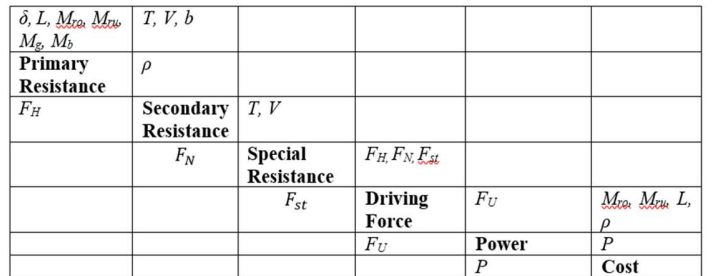 δ, L, Mro, Mru, T, V, b
Mg, Mb
Primary ρ
Resistance
FH Secondary T, V
Resistance
FN Special FH, FN, Fst
Resistance
Fst Driving FU Mro, Mru, L,
Force ρ
FU Power P
P Cost